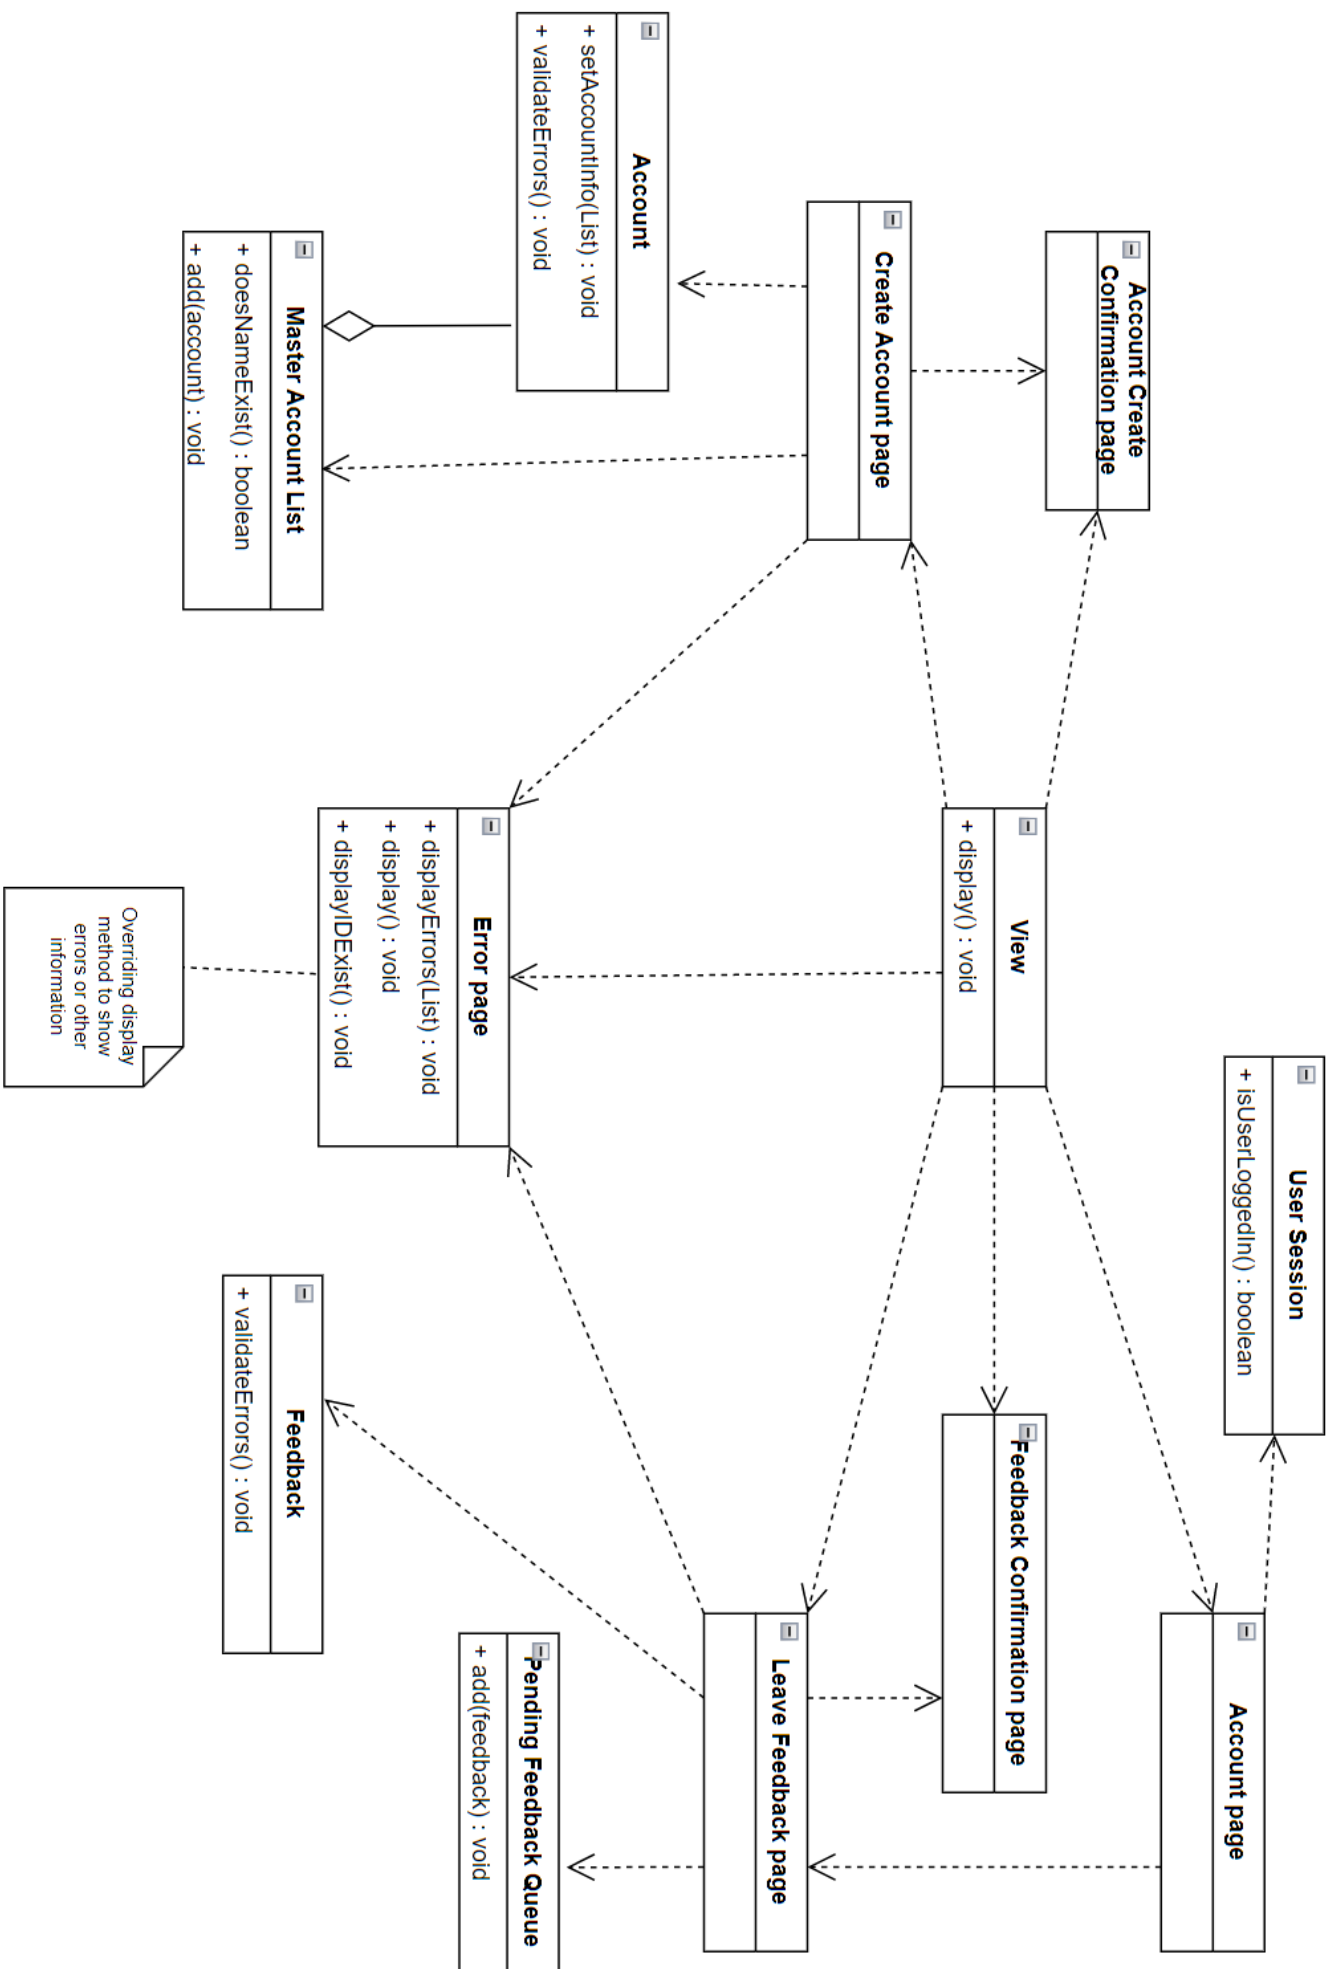 User Session
+ isUserLoggedIn() : boolean
Account Create
Confirmation page
Account page
View
+ display() : void
Feedback Confirmation page
Create Account page
Leave Feedback page
Account
+ setAccountInfo(List) : void
+ validateErrors() : void
Pending Feedback Queue
+ add(feedback) : void
Error page
+ displayErrors(List) : void
+ display() : void
+ displayIDExist() : void
Master Account List
+ doesNameExist() : boolean
+ add(account) : void
Feedback
+ validateErrors() : void
Overriding display
method to show
errors or other
information